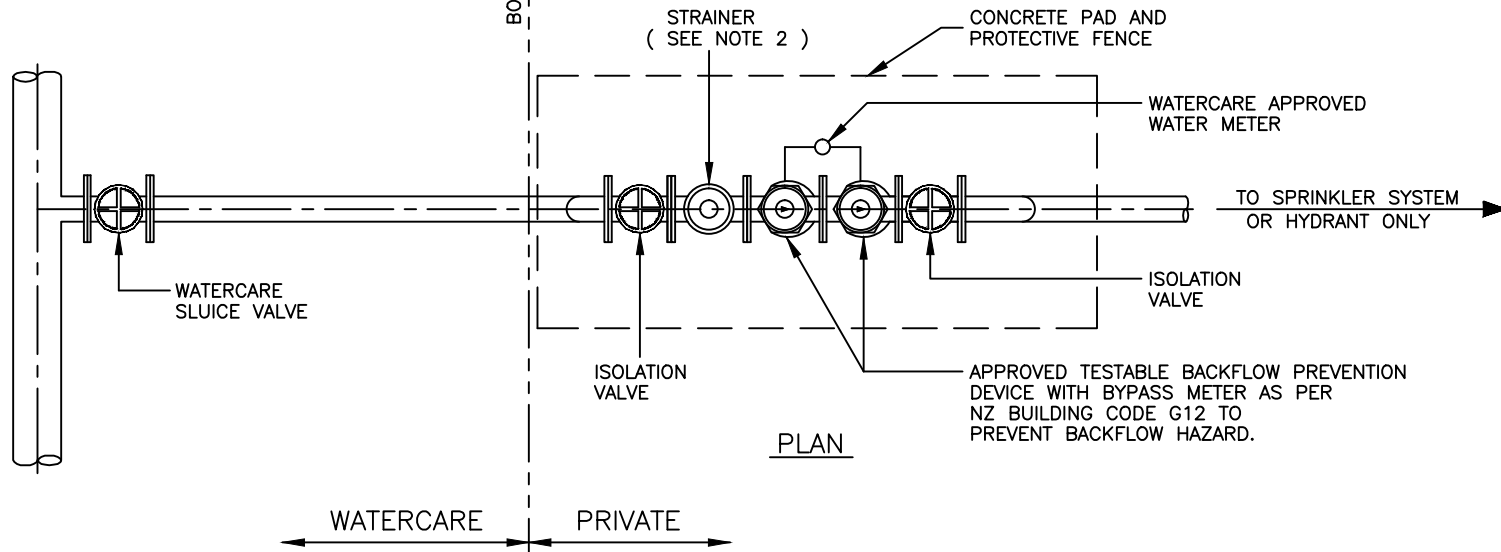 BO
STRAINER
( SEE NOTE 2 )
CONCRETE PAD AND
PROTECTIVE FENCE
WATERCARE APPROVED
WATER METER
TO SPRINKLER SYSTEM
OR HYDRANT ONLY
WATERCARE
SLUICE VALVE
ISOLATION
VALVE
ISOLATION
VALVE
APPROVED TESTABLE BACKFLOW PREVENTION
DEVICE WITH BYPASS METER AS PER
NZ BUILDING CODE G12 TO
PREVENT BACKFLOW HAZARD.
PLAN
WATERCARE
PRIVATE